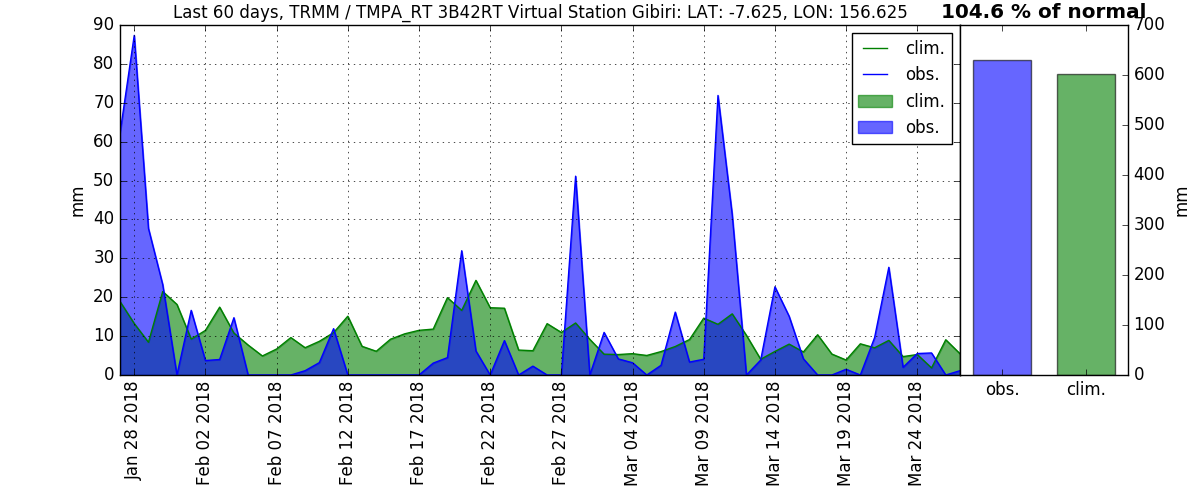 Last 60 days, TRMM / TMPA_RT 3B42RT Virtual Station Gibiri: LAT: -7.625, LON: 156.625
104.6 % of normal
90
80
70
60
50
40
30
20
10
0
mm
clim.
obs.
clim.
obs.
700
600
500
400
300
200
100
0
mm
obs.
clim.
Jan 28 2018
Feb 02 2018
Feb 07 2018
Feb 12 2018
Feb 17 2018
Feb 22 2018
Feb 27 2018
Mar 04 2018
Mar 09 2018
Mar 14 2018
Mar 19 2018
Mar 24 2018